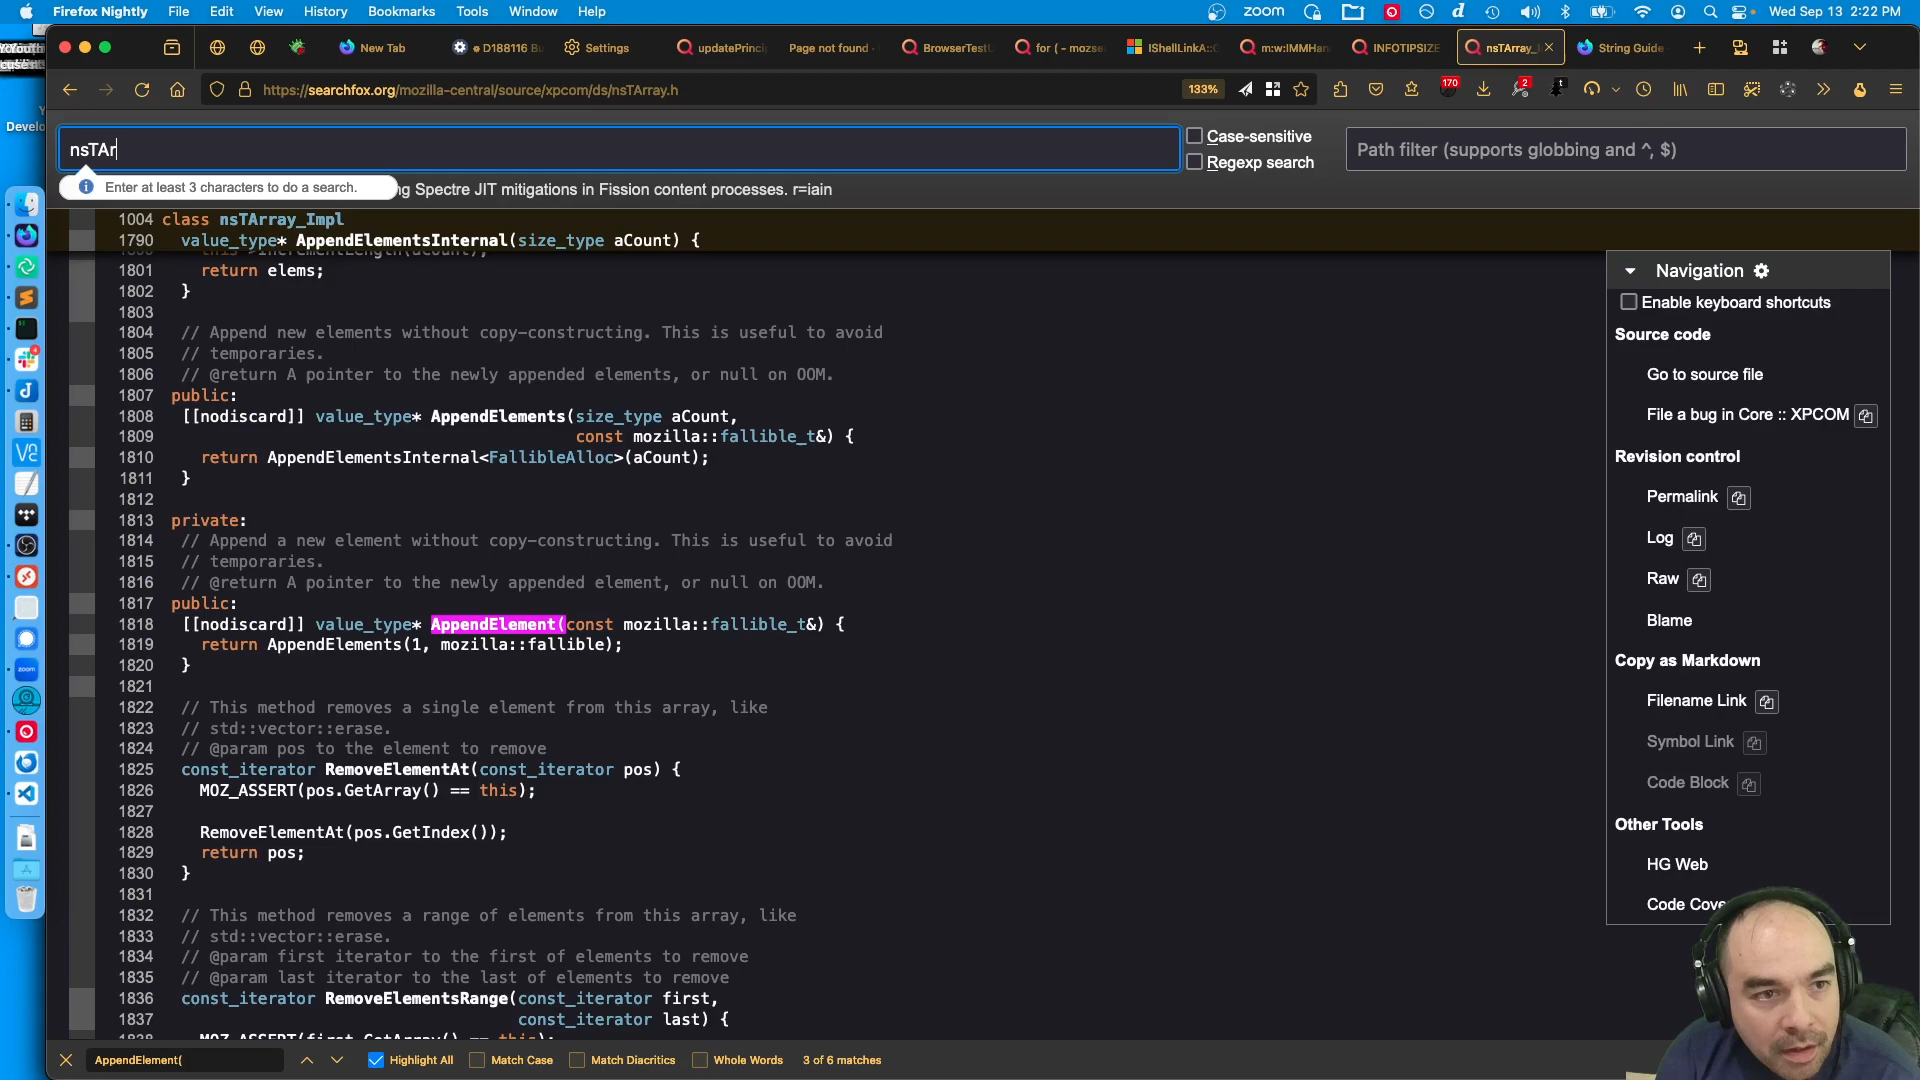 Firefox Nightly File Edit View History Bookmarks Tools Window Help zoom Wed Sep 13 2:22 PM
New Tab D188116 Bu Settings updatePrinci Page not found - BrowserTestU for ( - mozse IShellLinkA::G m:w:IMMHan INFOTIPSIZE nsTArray_ String Guide
https://searchfox.org/mozilla-central/source/xpcom/ds/nsTArray.h 133% 170 2
nsTAr
Case-sensitive
Regexp search
Path filter (supports globbing and ^, $)
Enter at least 3 characters to do a search.
ng Spectre JIT mitigations in Fission content processes. r=iain
1004 class nsTArray_Impl
1790 value_type* AppendElementsInternal(size_type aCount) {
1801 return elems;
1802 }
1803
1804 // Append new elements without copy-constructing. This is useful to avoid
1805 // temporaries.
1806 // @return A pointer to the newly appended elements, or null on OOM.
1807 public:
1808 [[nodiscard]] value_type* AppendElements(size_type aCount,
1809 const mozilla::fallible_t&) {
1810 return AppendElementsInternal<FallibleAlloc>(aCount);
1811 }
1812
1813 private:
1814 // Append a new element without copy-constructing. This is useful to avoid
1815 // temporaries.
1816 // @return A pointer to the newly appended element, or null on OOM.
1817 public:
1818 [[nodiscard]] value_type* AppendElement(const mozilla::fallible_t&) {
1819 return AppendElements(1, mozilla::fallible);
1820 }
1821
1822 // This method removes a single element from this array, like
1823 // std::vector::erase.
1824 // @param pos to the element to remove
1825 const_iterator RemoveElementAt(const_iterator pos) {
1826 MOZ_ASSERT(pos.GetArray() == this);
1827
1828 RemoveElementAt(pos.GetIndex());
1829 return pos;
1830 }
1831
1832 // This method removes a range of elements from this array, like
1833 // std::vector::erase.
1834 // @param first iterator to the first of elements to remove
1835 // @param last iterator to the last of elements to remove
1836 const_iterator RemoveElementsRange(const_iterator first,
1837 const_iterator last) {
Navigation
Enable keyboard shortcuts
Source code
Go to source file
File a bug in Core :: XPCOM
Revision control
Permalink
Log
Raw
Blame
Copy as Markdown
Filename Link
Symbol Link
Code Block
Other Tools
HG Web
Code Cove
AppendElement( Highlight All Match Case Match Diacritics Whole Words 3 of 6 matches